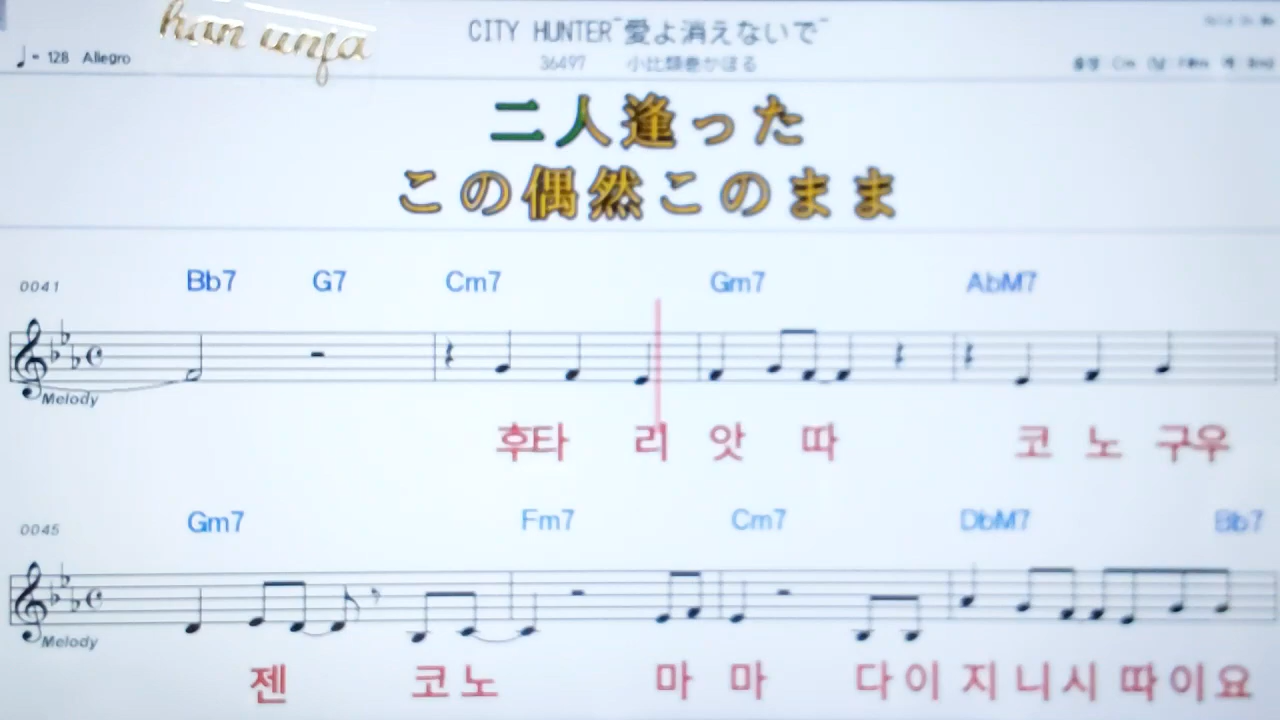 han unja
CITY HUNTER~愛よ消えないで~
♩= 128 Allegro
36497 小比類巻かほる
二人逢った
この偶然このまま
0041 Bb7 G7 Cm7 Gm7 AbM7
Melody
후타 리 앗 따 코 노 구우
0045 Gm7 Fm7 Cm7 DbM7 Bb7
Melody
젠 코 노 마 마 다 이 지 니 시 따 이 요